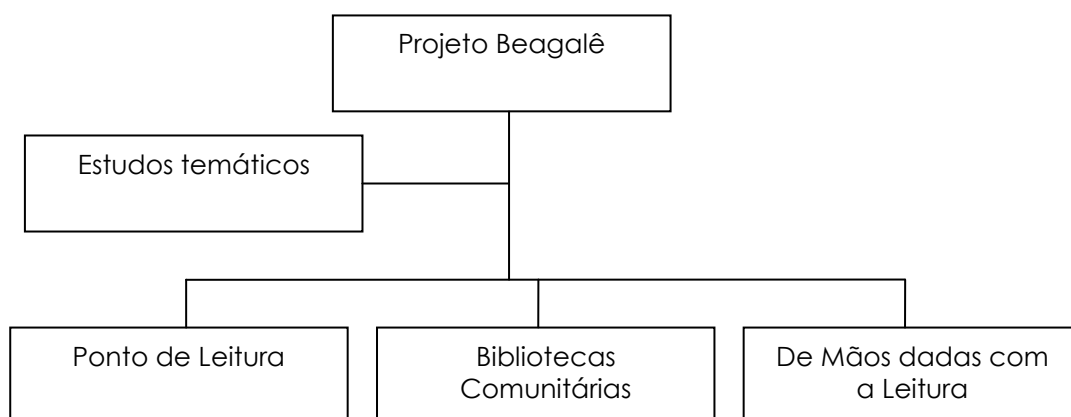 Projeto Beagalê
Estudos temáticos
Ponto de Leitura
Bibliotecas
Comunitárias
De Mãos dadas com
a Leitura